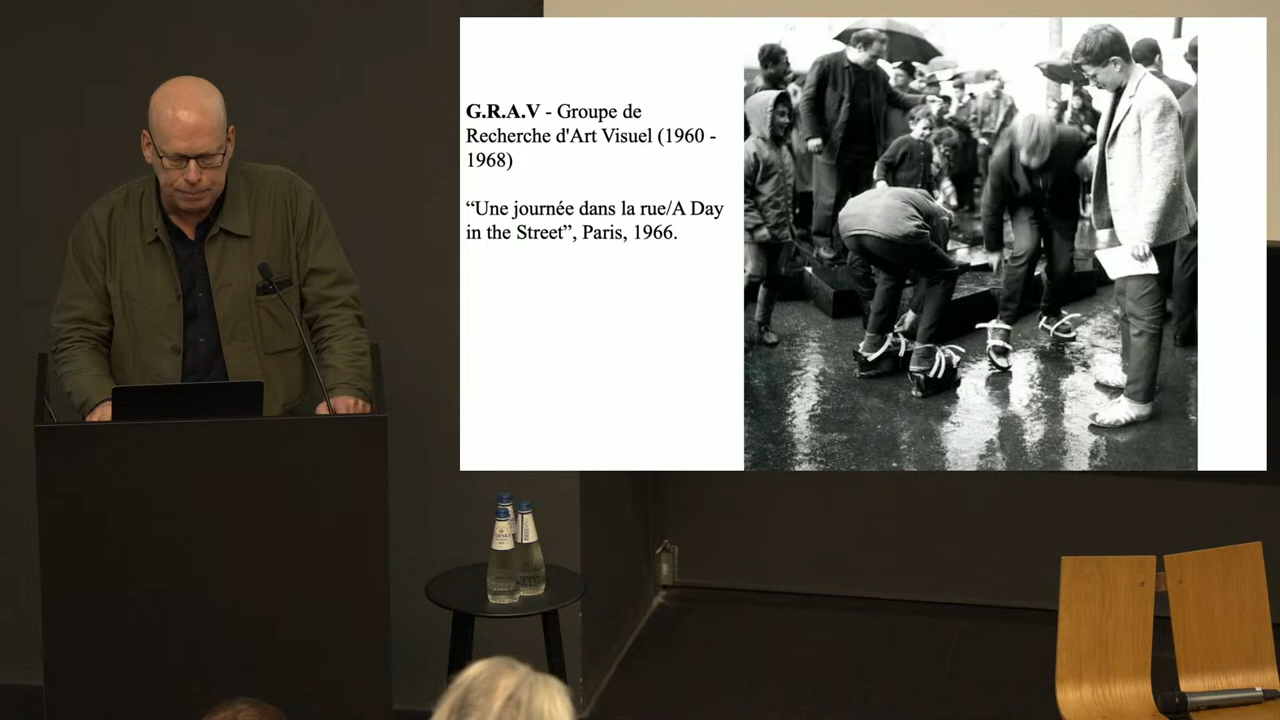 G.R.A.V - Groupe de
Recherche d'Art Visuel (1960 -
1968)
“Une journée dans la rue/A Day
in the Street”, Paris, 1966.